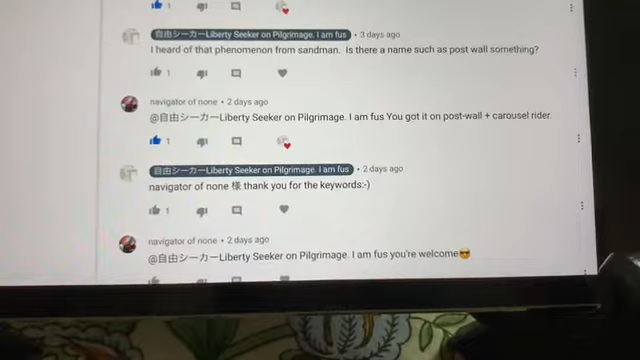 自由シーカーLiberty Seeker on Pilgrimage. I am fus • 3 days ago
I heard of that phenomenon from sandman. Is there a name such as post wall something?
1
navigator of none • 2 days ago
@自由シーカーLiberty Seeker on Pilgrimage. I am fus You got it on post-wall + carousel rider.
1
自由シーカーLiberty Seeker on Pilgrimage. I am fus • 2 days ago
navigator of none 様 thank you for the keywords:-)
1
navigator of none • 2 days ago
@自由シーカーLiberty Seeker on Pilgrimage. I am fus you're welcome😎